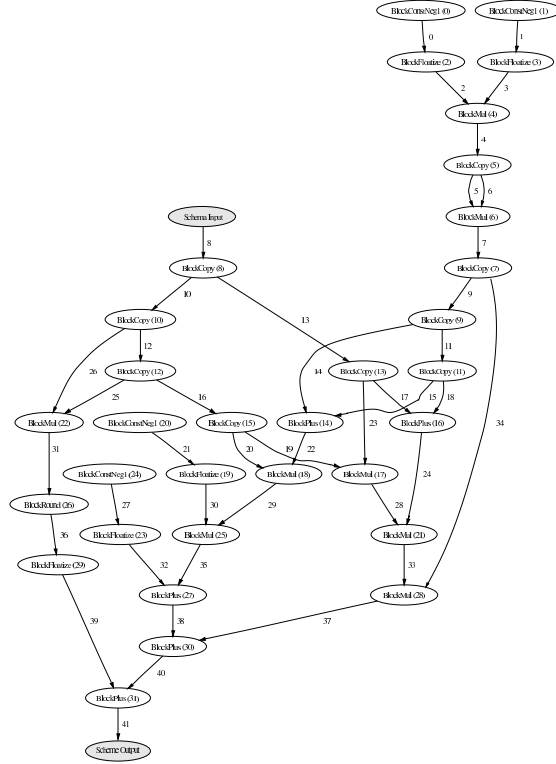 BlockConstNeg1 (0) BlockConstNeg1 (1)
0 1
BlockFloatize (2) BlockFloatize (3)
2 3
BlockMul (4)
4
BlockCopy (5)
5 6
Schema Input BlockMul (6)
8 7
BlockCopy (8) BlockCopy (7)
10 9
13
BlockCopy (10) BlockCopy (9)
12 11
26 14 34
BlockCopy (12) BlockCopy (13) BlockCopy (11)
25 16 17 15 18
BlockMul (22) BlockConstNeg1 (20) BlockCopy (15) BlockPlus (14) BlockPlus (16)
31 21 20 19 22 23 24
BlockConstNeg1 (24) BlockFloatize (19) BlockMul (18) BlockMul (17)
27 30 29 28
BlockRound (26)
36
BlockFloatize (23) BlockMul (25) BlockMul (21)
32 35 33
BlockFloatize (29)
BlockPlus (27) BlockMul (28)
39 38 37
BlockPlus (30)
40
BlockPlus (31)
41
Scheme Output